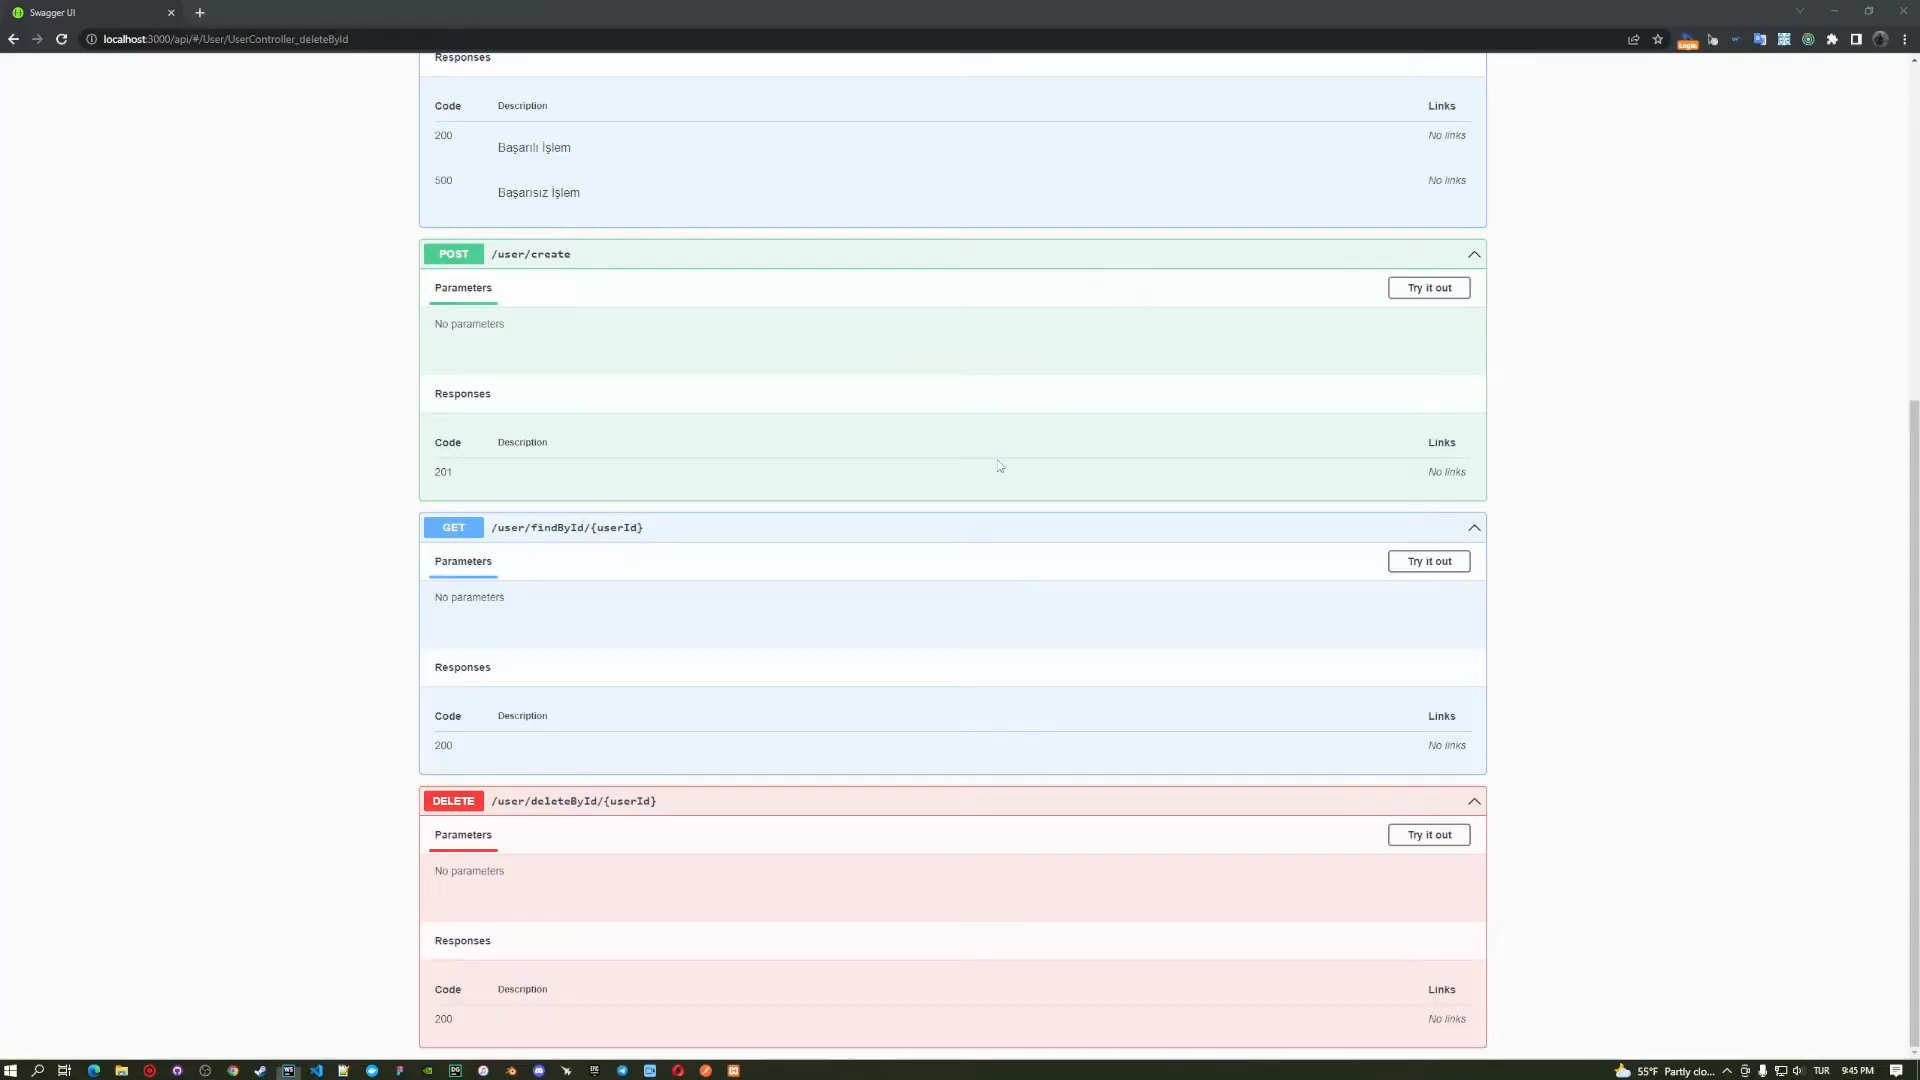 Swagger UI
localhost:3000/api/#/User/UserController_deleteById
Login
Responses
Code Description Links
200 No links
Başarılı İşlem
500 No links
Başarısız İşlem
POST /user/create
Parameters Try it out
No parameters
Responses
Code Description Links
201 No links
GET /user/findById/{userId}
Parameters Try it out
No parameters
Responses
Code Description Links
200 No links
DELETE /user/deleteById/{userId}
Parameters Try it out
No parameters
Responses
Code Description Links
200 No links
WS DG 55°F Partly clo... TUR 9:45 PM